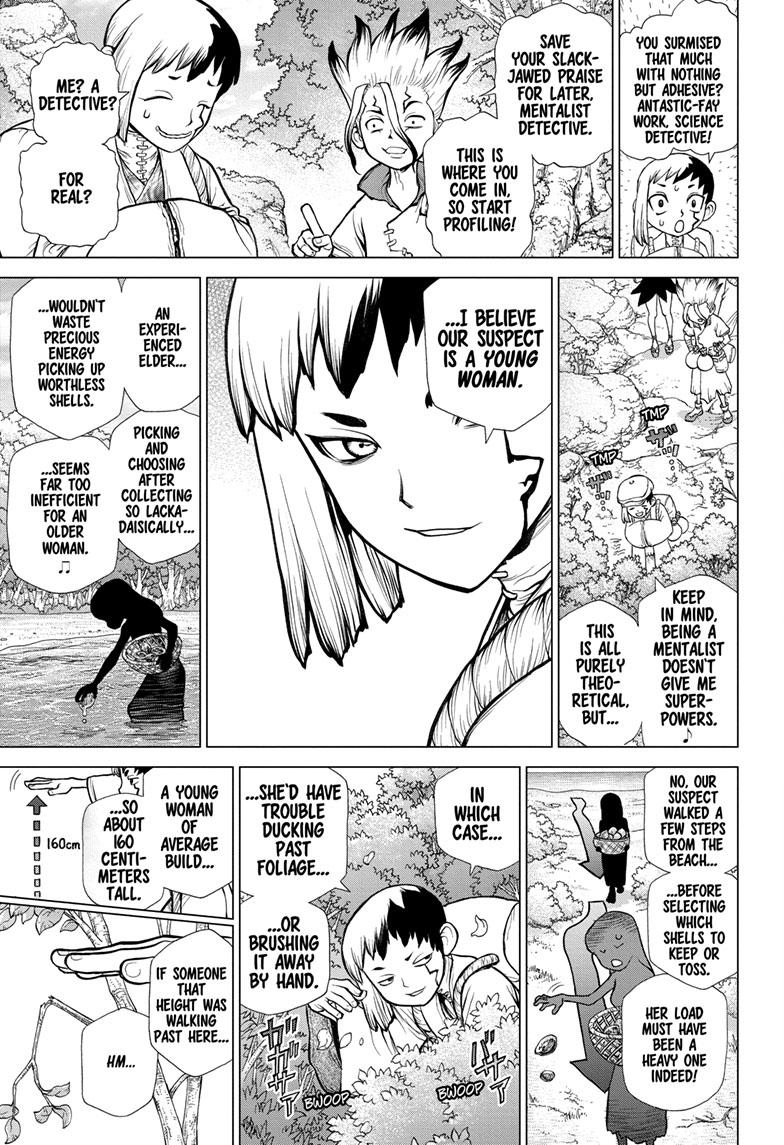 YOU SURMISED
THAT MUCH
WITH NOTHING
BUT ADHESIVE?
ANTASTIC-FAY
WORK, SCIENCE
DETECTIVE!
SAVE
YOUR SLACK-
JAWED PRAISE
FOR LATER,
MENTALIST
DETECTIVE.
THIS IS
WHERE YOU
COME IN,
SO START
PROFILING!
ME? A
DETECTIVE?
FOR
REAL?
TMP
ザッ
TMP
ザッ
KEEP
IN MIND,
BEING A
MENTALIST
DOESN'T
GIVE ME
SUPER-
POWERS.
♪
THIS
IS ALL
PURELY
THEO-
RETICAL,
BUT...
...I BELIEVE
OUR SUSPECT
IS A YOUNG
WOMAN.
AN
EXPERI-
ENCED
ELDER...
...WOULDN'T
WASTE
PRECIOUS
ENERGY
PICKING UP
WORTHLESS
SHELLS.
PICKING
AND
CHOOSING
AFTER
COLLECTING
SO LACKA-
DAISICALLY...
...SEEMS
FAR TOO
INEFFICIENT
FOR AN
OLDER
WOMAN.
♫
NO, OUR
SUSPECT
WALKED A
FEW STEPS
FROM THE
BEACH...
...BEFORE
SELECTING
WHICH
SHELLS TO
KEEP OR
TOSS.
HER LOAD
MUST HAVE
BEEN A
HEAVY ONE
INDEED!
IN
WHICH
CASE...
...SHE'D HAVE
TROUBLE
DUCKING
PAST
FOLIAGE...
...OR
BRUSHING
IT AWAY
BY HAND.
BWOOP
BWOOP
A YOUNG
WOMAN
OF
AVERAGE
BUILD...
...SO
ABOUT
160
CENTI-
METERS
TALL.
160cm
IF SOMEONE
THAT
HEIGHT WAS
WALKING
PAST HERE...
HM...